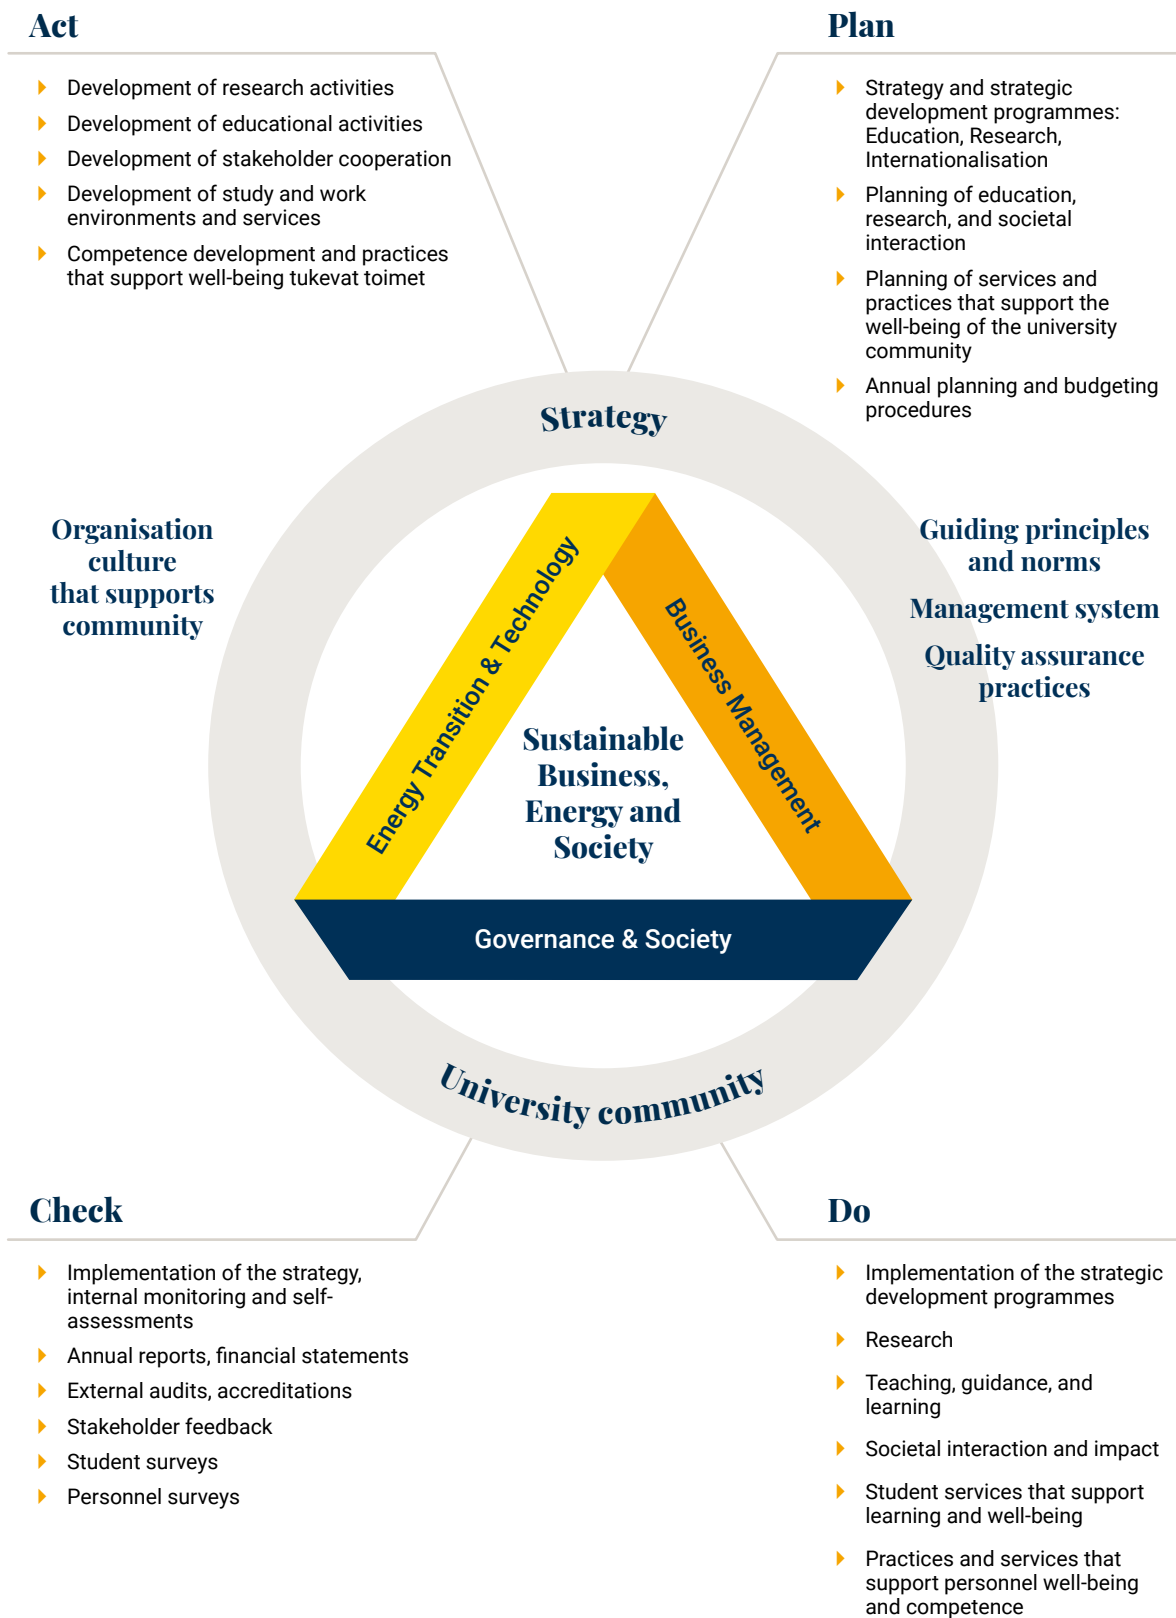 Act
Development of research activities
Development of educational activities
Development of stakeholder cooperation
Development of study and work
environments and services
Competence development and practices
that support well-being tukevat toimet
Plan
Strategy and strategic
development programmes:
Education, Research,
Internationalisation
Planning of education,
research, and societal
interaction
Planning of services and
practices that support the
well-being of the university
community
Annual planning and budgeting
procedures
Strategy
Organisation
culture
that supports
community
Guiding principles
and norms
Management system
Quality assurance
practices
Energy Transition & Technology
Business Management
Sustainable
Business,
Energy and
Society
Governance & Society
University community
Check
Implementation of the strategy,
internal monitoring and self-
assessments
Annual reports, financial statements
External audits, accreditations
Stakeholder feedback
Student surveys
Personnel surveys
Do
Implementation of the strategic
development programmes
Research
Teaching, guidance, and
learning
Societal interaction and impact
Student services that support
learning and well-being
Practices and services that
support personnel well-being
and competence